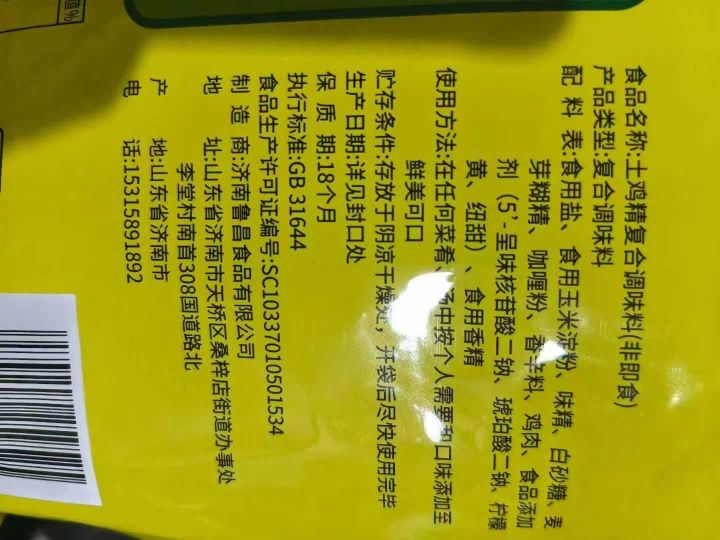 食品名称:土鸡精复合调味料(非即食)
产品类型:复合调味料
配 料 表:食用盐、食用玉米淀粉、味精、白砂糖、麦
芽糊精、咖喱粉、香辛料、鸡肉、食品添加
剂（5’-呈味核苷酸二钠、琥珀酸二钠、柠檬
黄、纽甜）、食用香精
使用方法:在任何菜肴、汤中按个人需要和口味添加至
鲜美可口
贮存条件:存放于阴凉干燥处，开袋后尽快使用完毕
生产日期:详见封口处
保 质 期:18个月
执行标准:GB 31644
食品生产许可证编号:SC10337010501534
制 造 商:济南鲁昌食品有限公司
地 址:山东省济南市天桥区桑梓店街道办事处
李堂村南首308国道路北
产 地:山东省济南市
电 话:15315891892
值%